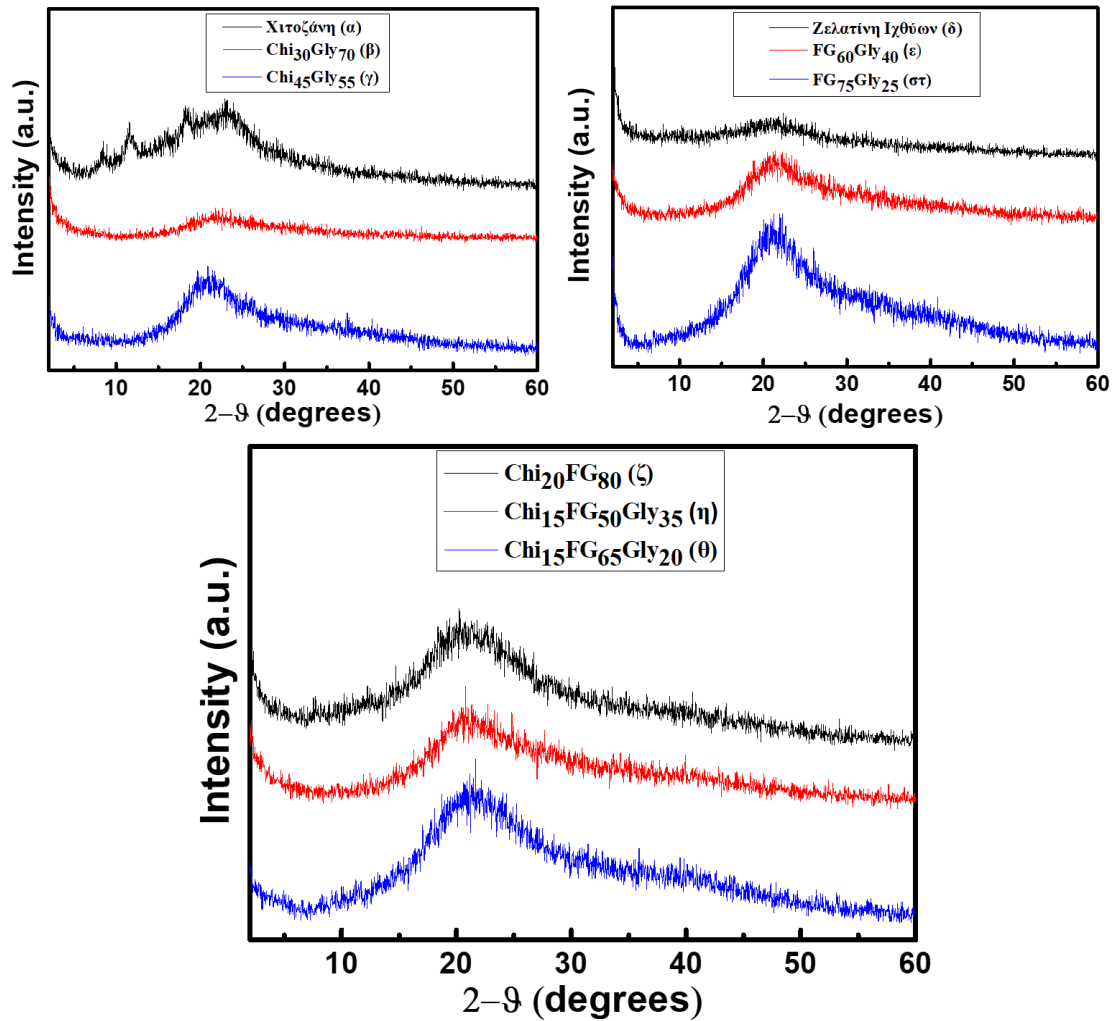 Χιτοζάνη (α)
Chi30Gly70 (β)
Chi45Gly55 (γ)
Intensity (a.u.)
10 20 30 40 50 60
2−ϑ (degrees)
Ζελατίνη Ιχθύων (δ)
FG60Gly40 (ε)
FG75Gly25 (στ)
Intensity (a.u.)
10 20 30 40 50 60
2−ϑ (degrees)
Chi20FG80 (ζ)
Chi15FG50Gly35 (η)
Chi15FG65Gly20 (θ)
Intensity (a.u.)
10 20 30 40 50 60
2−ϑ (degrees)